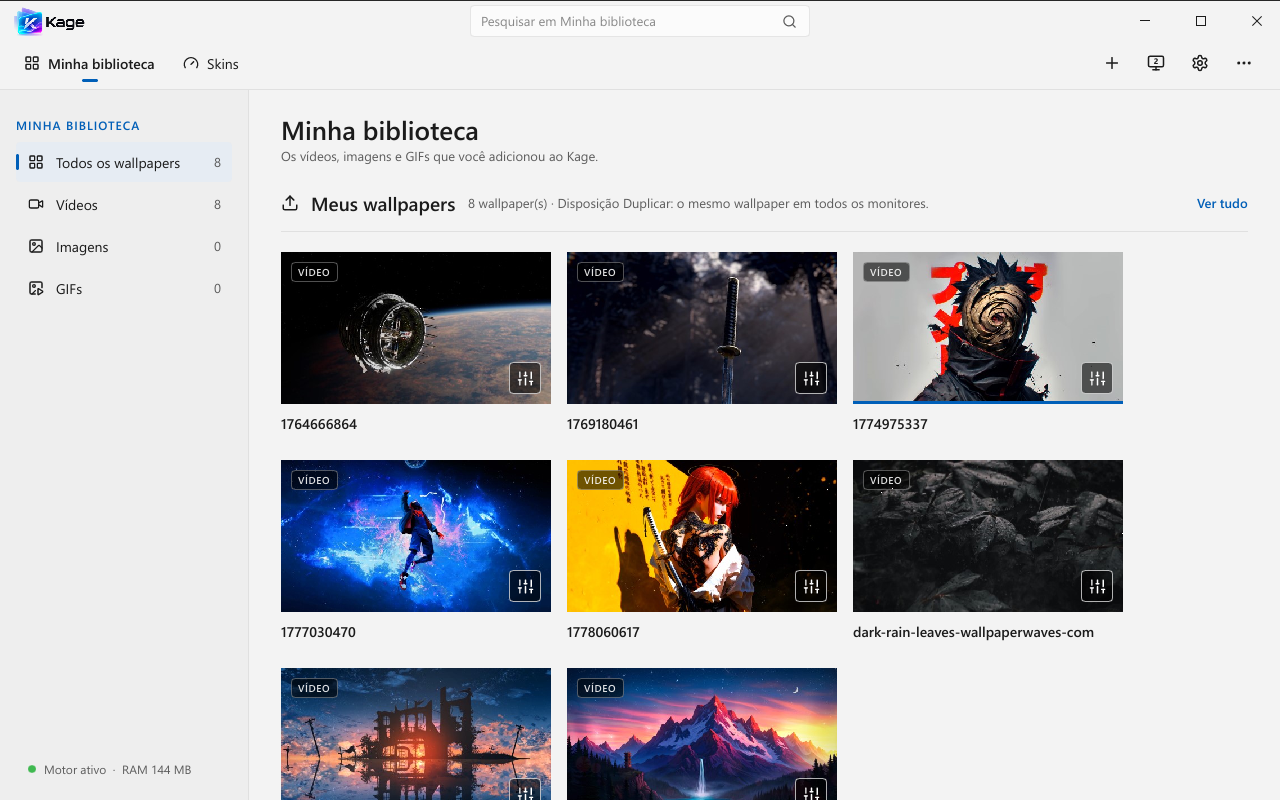 Kage
Pesquisar em Minha biblioteca
Minha biblioteca
Skins
2
MINHA BIBLIOTECA
Todos os wallpapers 8
Vídeos 8
Imagens 0
GIFs 0
Motor ativo · RAM 144 MB
Minha biblioteca
Os vídeos, imagens e GIFs que você adicionou ao Kage.
Meus wallpapers 8 wallpaper(s) · Disposição Duplicar: o mesmo wallpaper em todos os monitores. Ver tudo
VÍDEO
VÍDEO
VÍDEO
1764666864
1769180461
1774975337
VÍDEO
VÍDEO
VÍDEO
1777030470
1778060617
dark-rain-leaves-wallpaperwaves-com
VÍDEO
VÍDEO